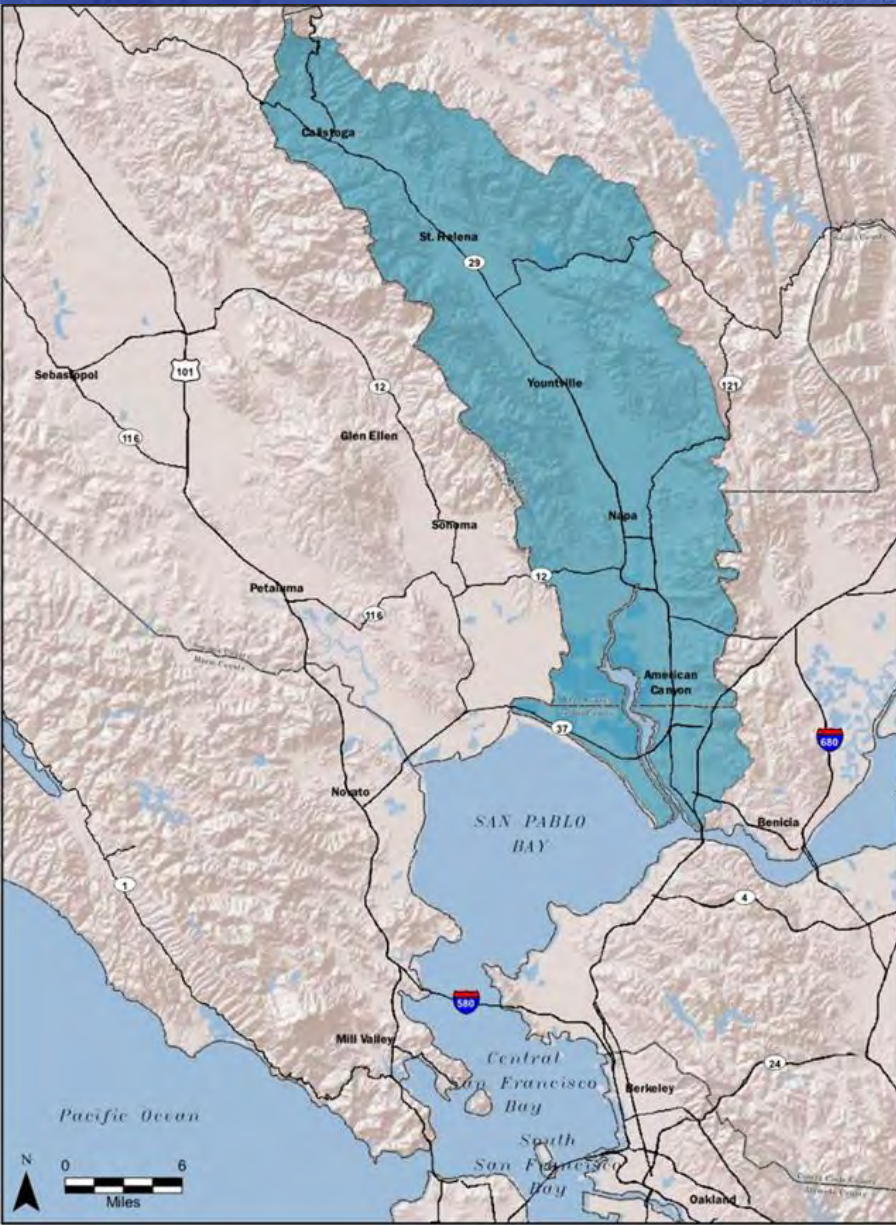 Calistoga
St. Helena
29
Yountville
121
Sebastopol
101
116
12
Glen Ellen
Sonoma
Napa
Petaluma
116
12
American
Canyon
37
680
Novato
SAN PABLO
BAY
Benicia
1
4
580
Mill Valley
Central
San Francisco
Bay
Berkeley
24
Pacific Ocean
South
San Francisco
Bay
Oakland
N
0 6
Miles